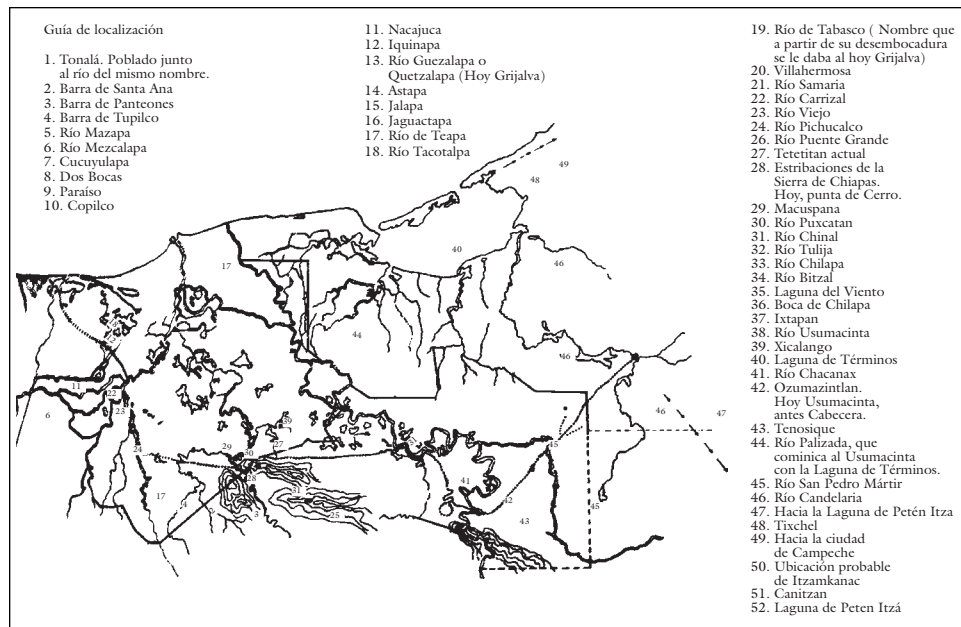 Guía de localización
1. Tonalá. Poblado junto
al río del mismo nombre.
2. Barra de Santa Ana
3. Barra de Panteones
4. Barra de Tupilco
5. Río Mazapa
6. Río Mezcalapa
7. Cucuyulapa
8. Dos Bocas
9. Paraíso
10. Copilco
11. Nacajuca
12. Iquinapa
13. Río Guezalapa o
Quetzalapa (Hoy Grijalva)
14. Astapa
15. Jalapa
16. Jaguactapa
17. Río de Teapa
18. Río Tacotalpa
19. Río de Tabasco ( Nombre que
a partir de su desembocadura
se le daba al hoy Grijalva)
20. Villahermosa
21. Río Samaria
22. Río Carrizal
23. Río Viejo
24. Río Pichucalco
26. Río Puente Grande
27. Tetetitan actual
28. Estribaciones de la
Sierra de Chiapas.
Hoy, punta de Cerro.
29. Macuspana
30. Río Puxcatan
31. Río Chinal
32. Río Tulija
33. Río Chilapa
34. Río Bitzal
35. Laguna del Viento
36. Boca de Chilapa
37. Ixtapan
38. Río Usumacinta
39. Xicalango
40. Laguna de Términos
41. Río Chacanax
42. Ozumazintlan.
Hoy Usumacinta,
antes Cabecera.
43. Tenosique
44. Río Palizada, que
cominica al Usumacinta
con la Laguna de Términos.
45. Río San Pedro Mártir
46. Río Candelaria
47. Hacia la Laguna de Petén Itza
48. Tixchel
49. Hacia la ciudad
de Campeche
50. Ubicación probable
de Itzamkanac
51. Canitzan
52. Laguna de Peten Itzá
49
48
40
46
17
44
46
11
22
23
6
46
47
39
27
29
30
28
24
45
41
42
43
45
31
25
17
3